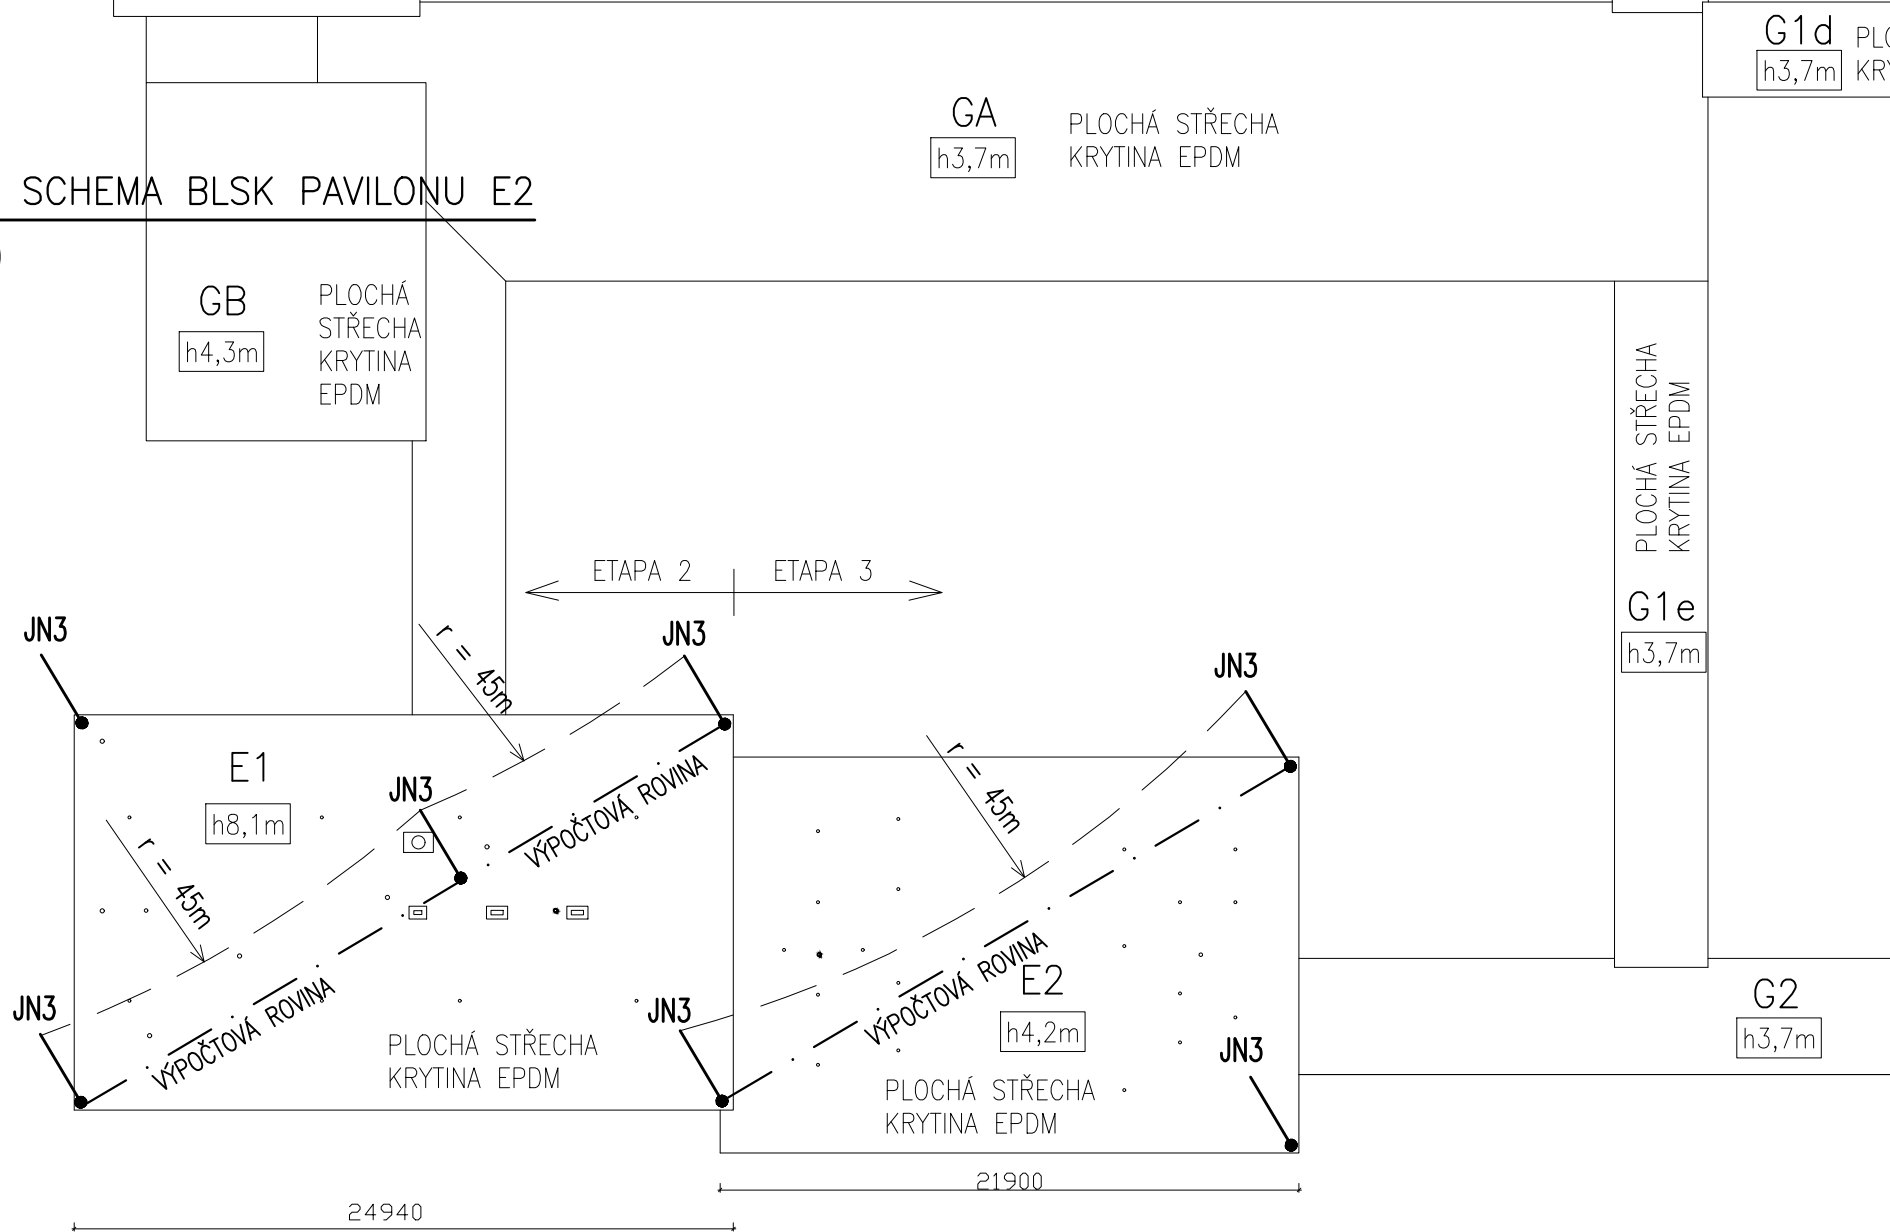 G1d
h3,7m
GA
h3,7m
PLOCHÁ STŘECHA
KRYTINA EPDM
SCHEMA BLSK PAVILONU E2
GB
h4,3m
PLOCHÁ
STŘECHA
KRYTINA
EPDM
PLOCHÁ STŘECHA
KRYTINA EPDM
G1e
h3,7m
ETAPA 2
ETAPA 3
JN3
r = 45m
JN3
JN3
E1
h8,1m
JN3
r = 45m
VÝPOČTOVÁ ROVINA
r = 45m
JN3
VÝPOČTOVÁ ROVINA
PLOCHÁ STŘECHA
KRYTINA EPDM
JN3
VÝPOČTOVÁ ROVINA
E2
h4,2m
JN3
PLOCHÁ STŘECHA
KRYTINA EPDM
G2
h3,7m
21900
24940